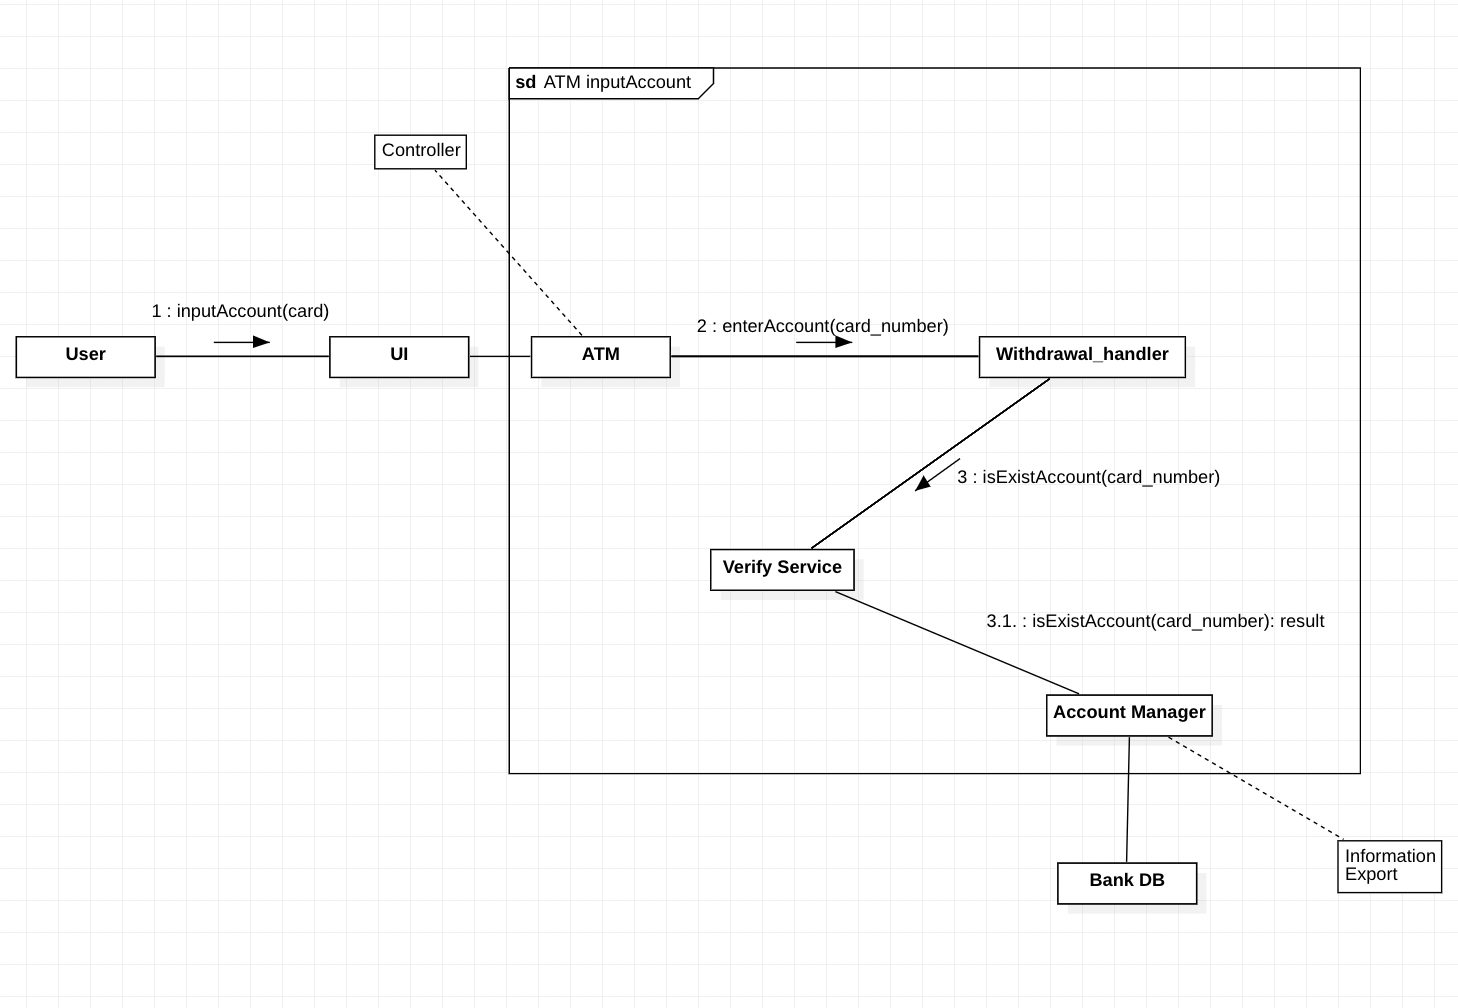 sd ATM inputAccount
Controller
1 : inputAccount(card)
2 : enterAccount(card_number)
User
UI
ATM
Withdrawal_handler
3 : isExistAccount(card_number)
Verify Service
3.1. : isExistAccount(card_number): result
Account Manager
Information
Export
Bank DB